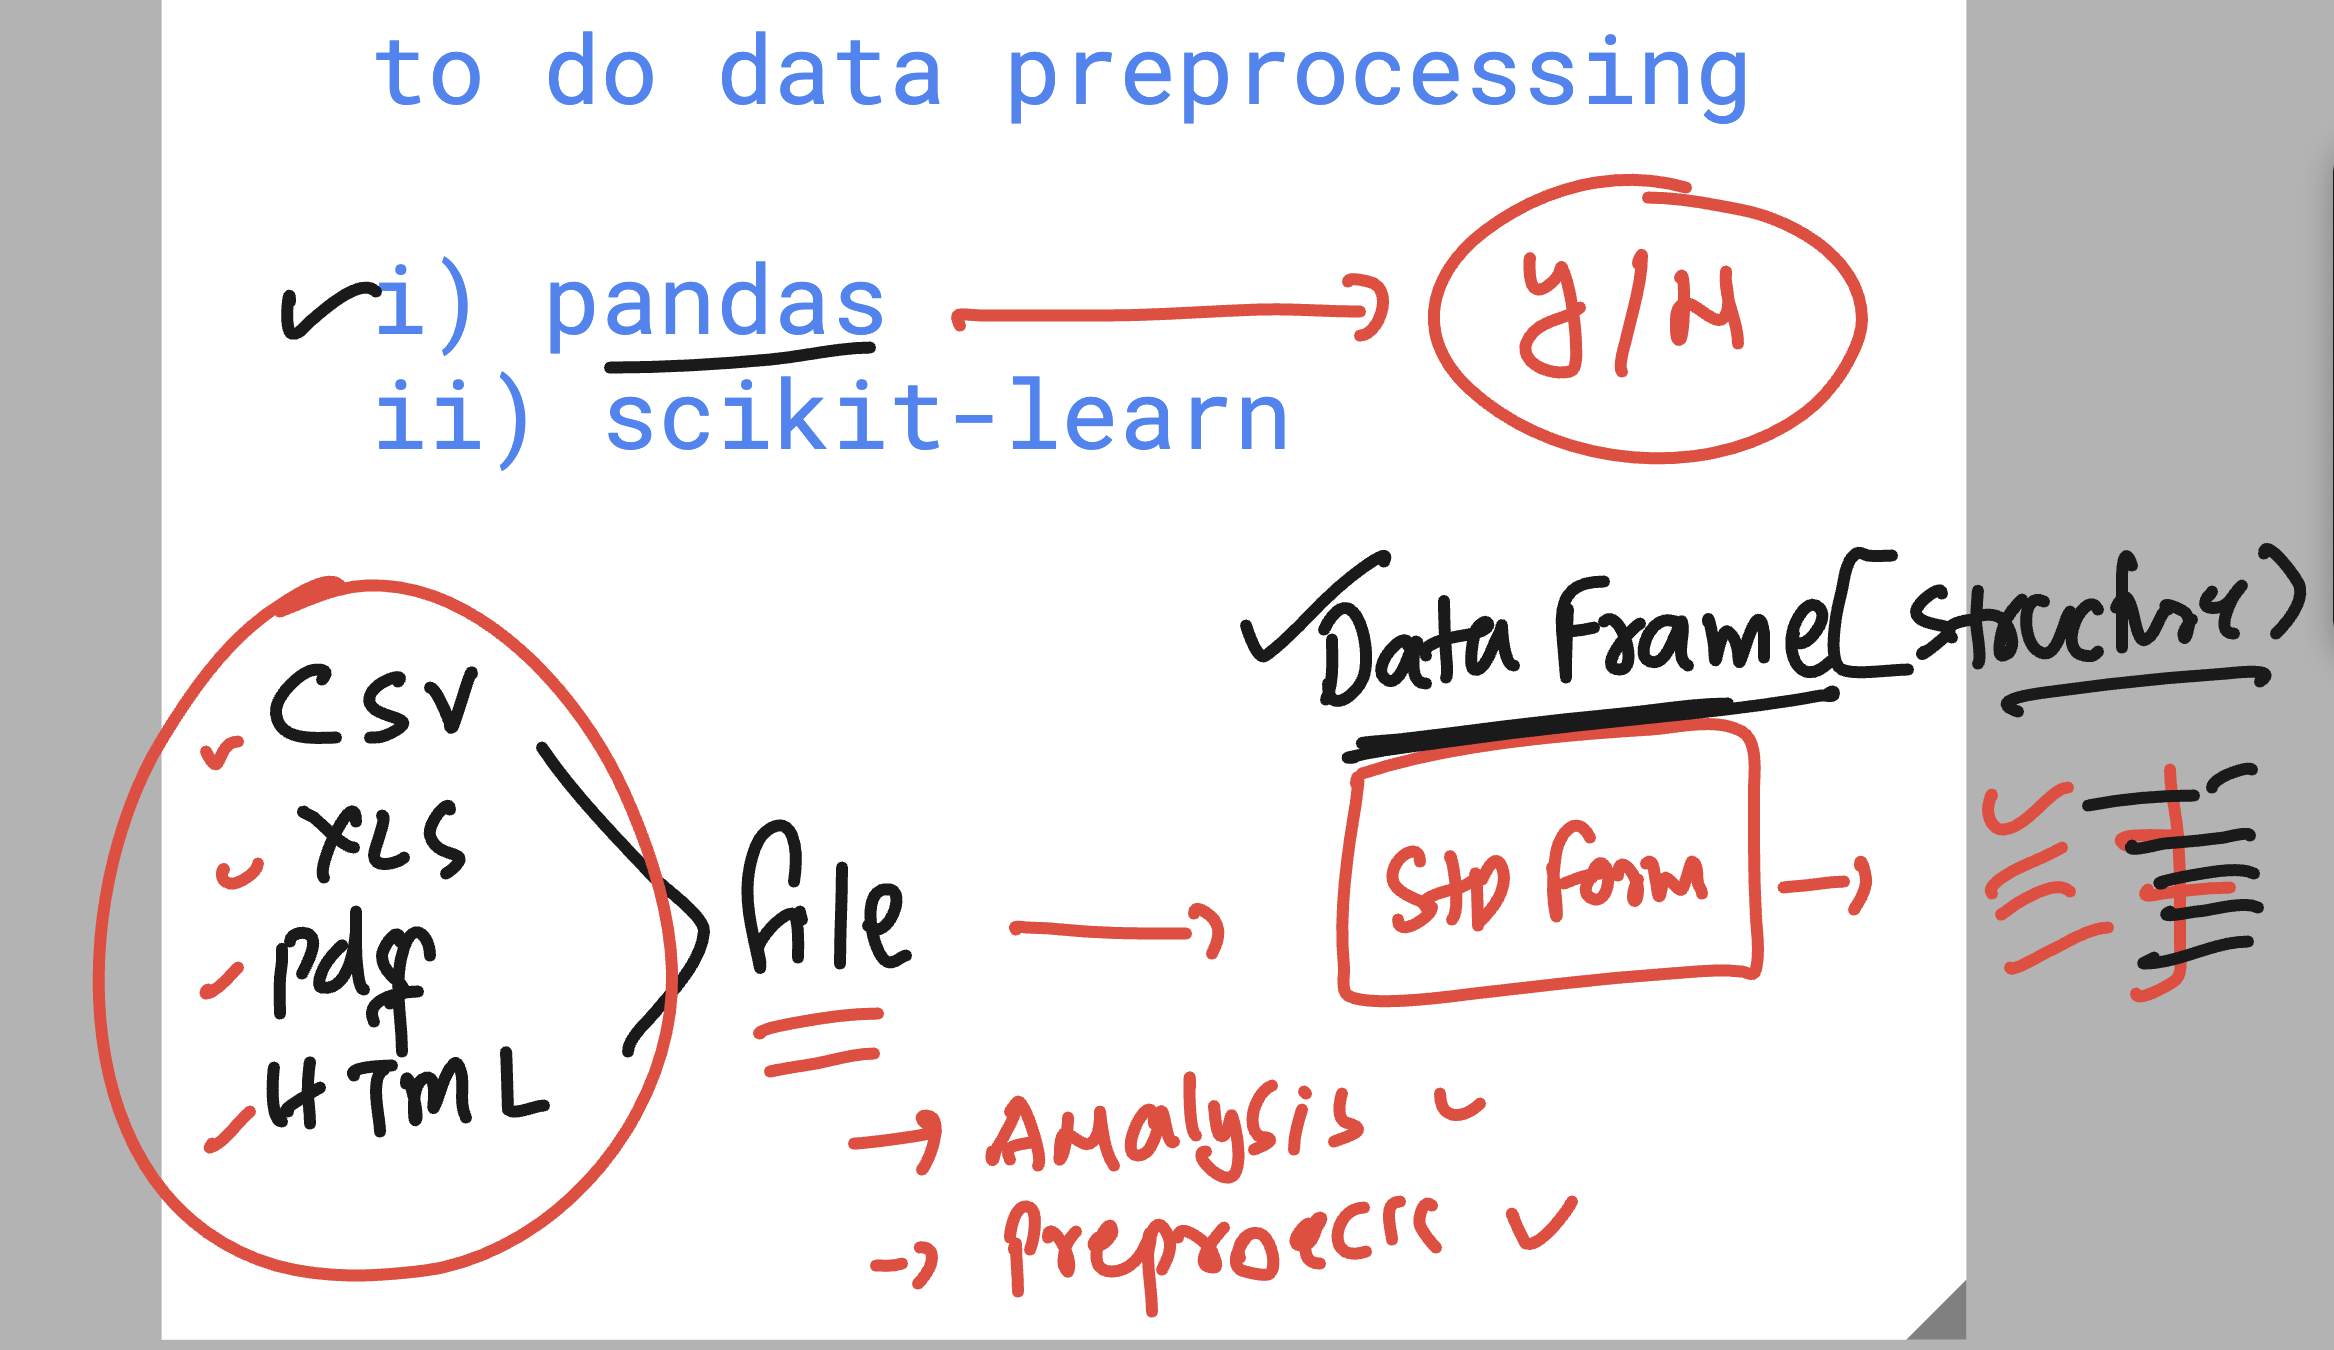 to do data preprocessing
i) pandas
Y/N
ii) scikit-learn
Data Frame (structure)
CSV
XLS
pdf
HTML
file
STD Form
→ Analysis
→ Preprocess